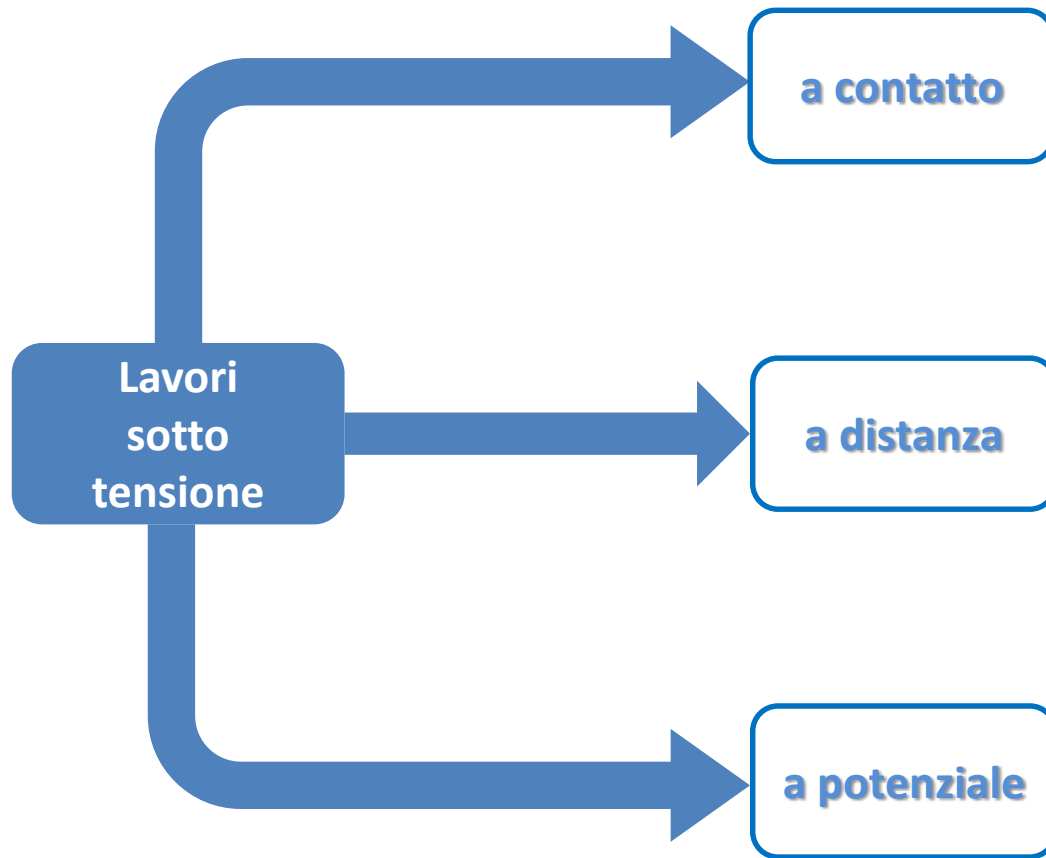 a contatto
Lavori
sotto
tensione
a distanza
a potenziale